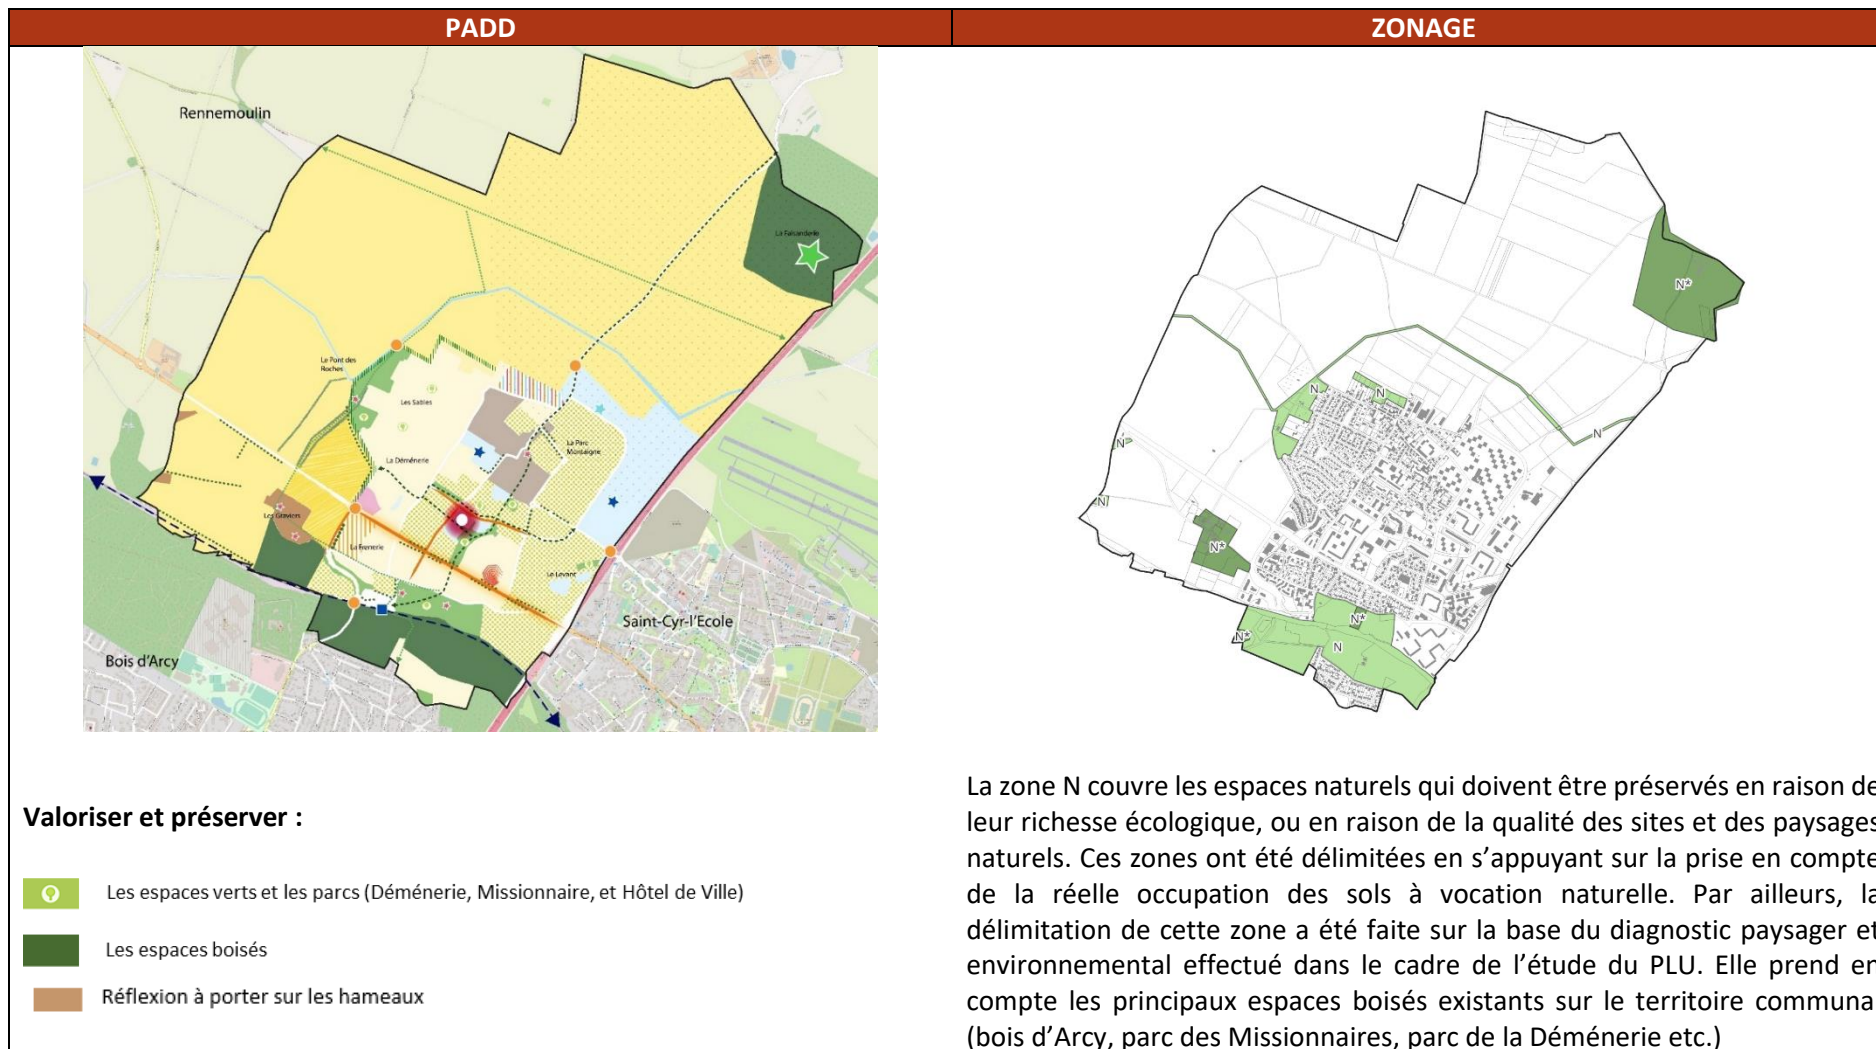 PADD
ZONAGE
Rennemoulin
La Faisanderie
Le Pont des
Roches
Les Sables
La Parc
Montaigne
La Déménerie
Les Graviers
La Fremerie
Le Levant
Saint-Cyr-l'Ecole
Bois d'Arcy
N*
N
N
N
N
N
N*
N*
N*
N
Valoriser et préserver :
Les espaces verts et les parcs (Déménerie, Missionnaire, et Hôtel de Ville)
Les espaces boisés
Réflexion à porter sur les hameaux
La zone N couvre les espaces naturels qui doivent être préservés en raison de
leur richesse écologique, ou en raison de la qualité des sites et des paysages
naturels. Ces zones ont été délimitées en s'appuyant sur la prise en compte
de la réelle occupation des sols à vocation naturelle. Par ailleurs, la
délimitation de cette zone a été faite sur la base du diagnostic paysager et
environnemental effectué dans le cadre de l'étude du PLU. Elle prend en
compte les principaux espaces boisés existants sur le territoire communa
(bois d'Arcy, parc des Missionnaires, parc de la Déménerie etc.)